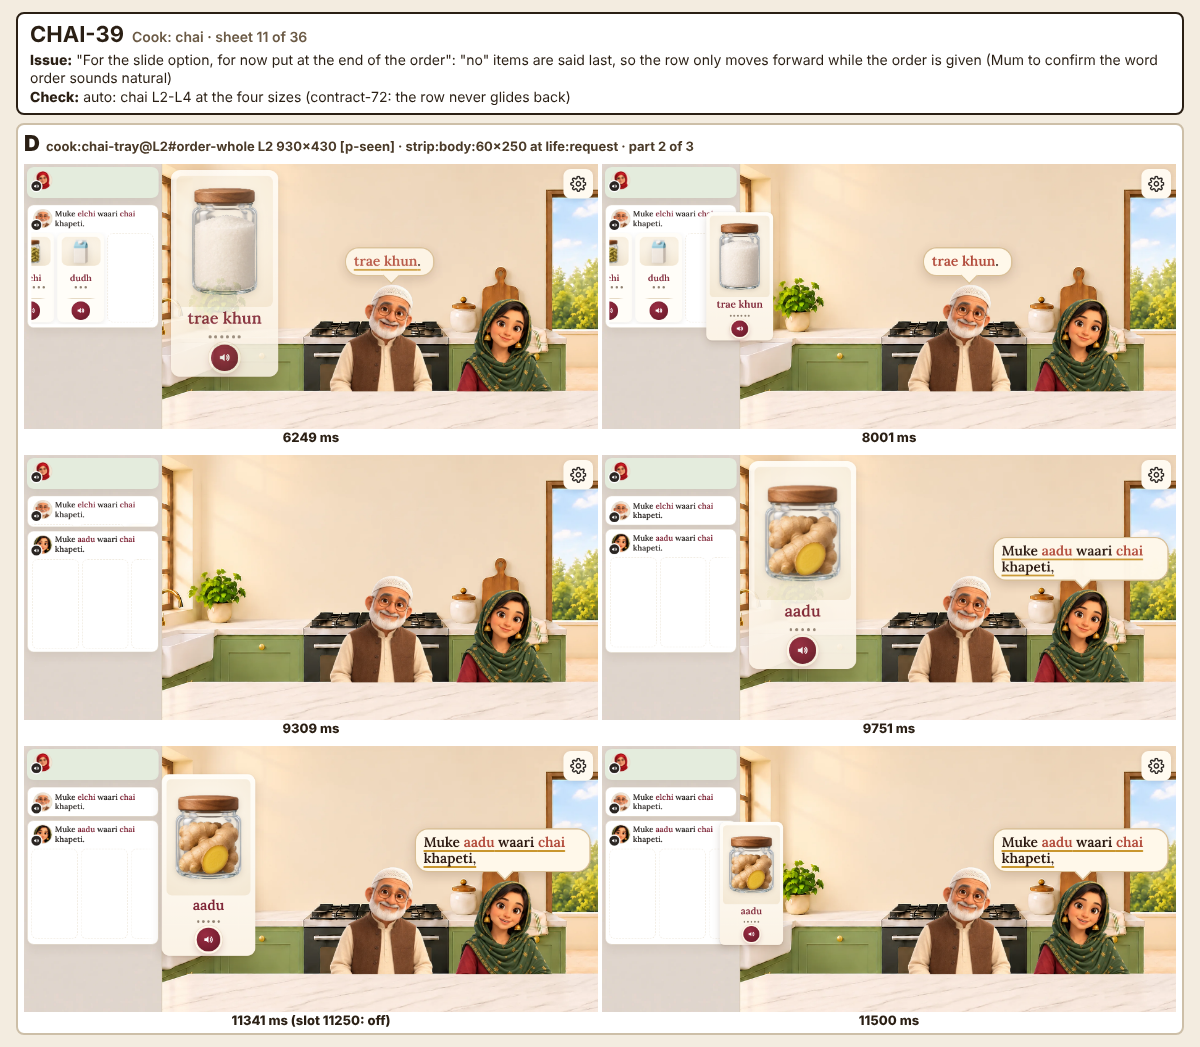 CHAI-39 Cook: chai · sheet 11 of 36
Issue: "For the slide option, for now put at the end of the order": "no" items are said last, so the row only moves forward while the order is given (Mum to confirm the word
order sounds natural)
Check: auto: chai L2-L4 at the four sizes (contract-72: the row never glides back)
D cook:chai-tray@L2#order-whole L2 930×430 [p-seen] · strip:body:60×250 at life:request · part 2 of 3
Muke elchi waari chai
khapeti.
chi
dudh
trae khun
trae khun.
6249 ms
Muke elchi waari cha
khapeti.
chi
dudh
trae khun
trae khun.
8001 ms
Muke elchi waari chai
khapeti.
Muke aadu waari chai
khapeti.
9309 ms
Muke elchi waari chai
khapeti.
Muke aadu waari chai
khapeti.
aadu
Muke aadu waari chai
khapeti,
9751 ms
Muke elchi waari chai
khapeti.
Muke aadu waari chai
khapeti.
aadu
Muke aadu waari chai
khapeti,
11341 ms (slot 11250: off)
Muke elchi waari chai
khapeti.
Muke aadu waari chai
khapeti.
aadu
Muke aadu waari chai
khapeti,
11500 ms